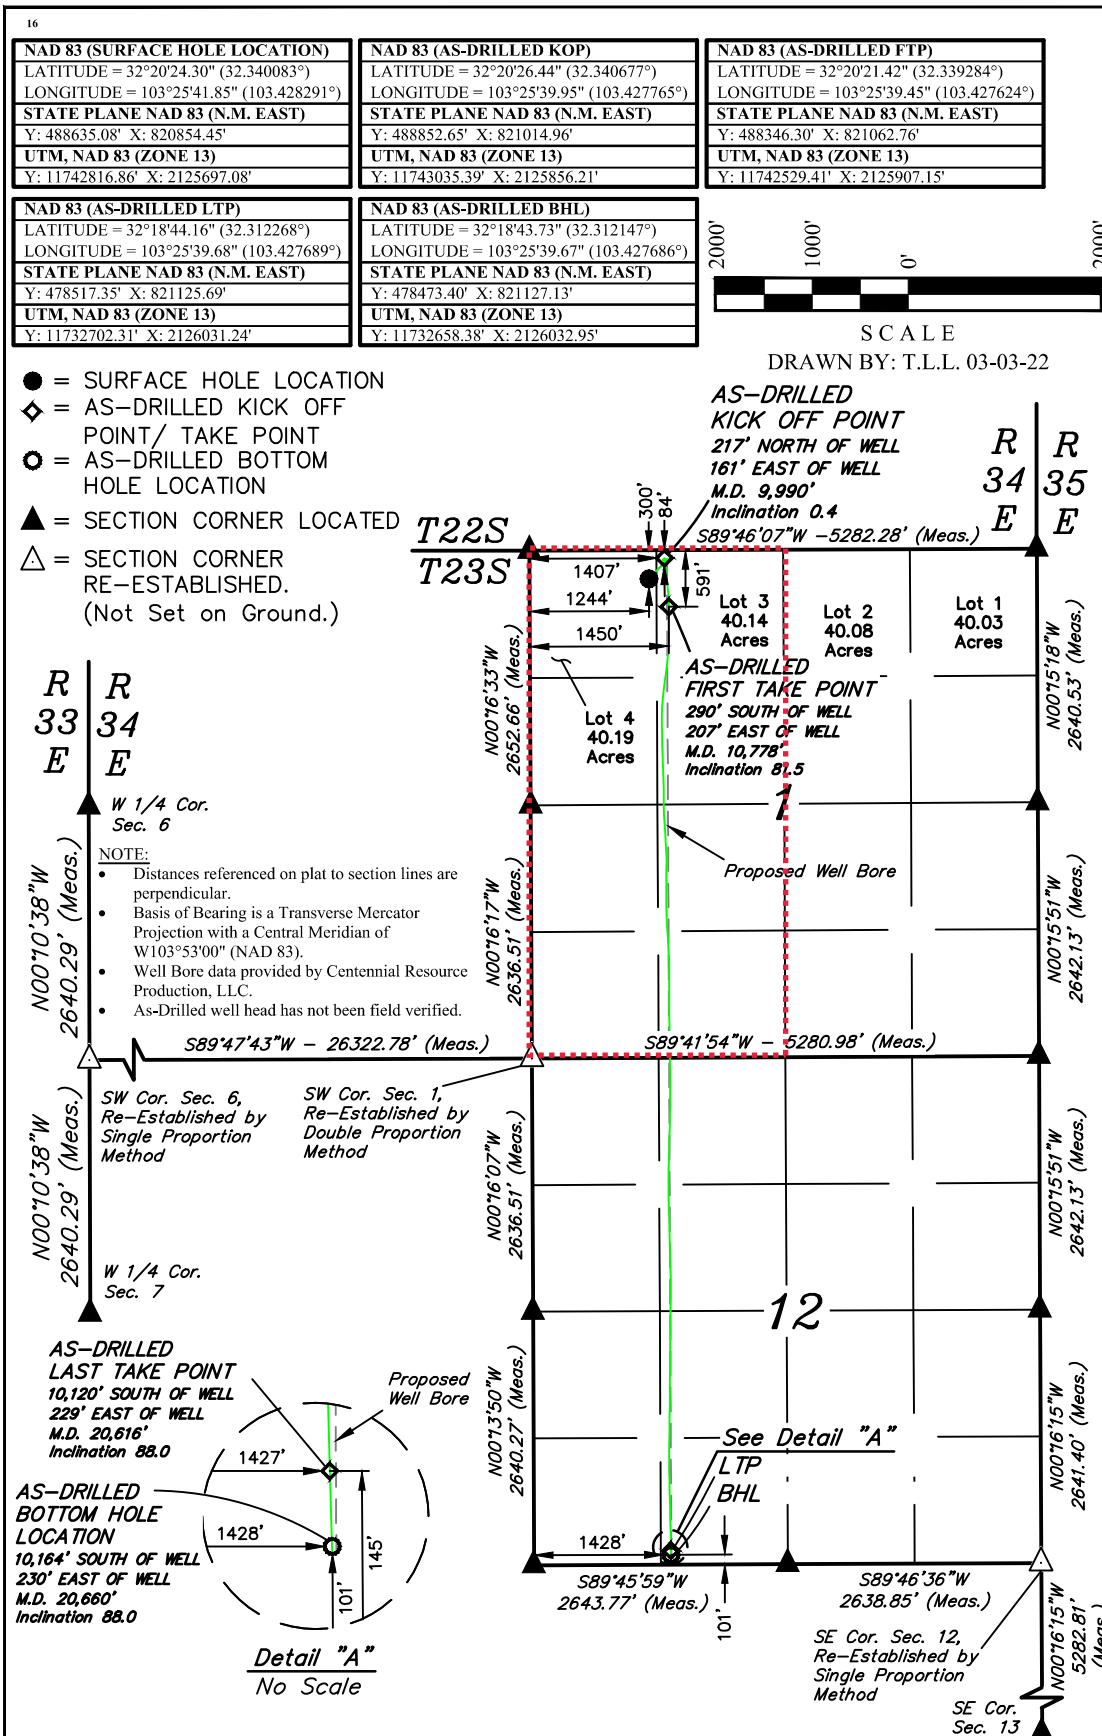 16
NAD 83 (SURFACE HOLE LOCATION)
LATITUDE = 32°20'24.30" (32.340083°)
LONGITUDE = 103°25'41.85" (103.428291°)
STATE PLANE NAD 83 (N.M. EAST)
Y: 488635.08' X: 820854.45'
UTM, NAD 83 (ZONE 13)
Y: 11742816.86' X: 2125697.08'
NAD 83 (AS-DRILLED KOP)
LATITUDE = 32°20'26.44" (32.340677°)
LONGITUDE = 103°25'39.95" (103.427765°)
STATE PLANE NAD 83 (N.M. EAST)
Y: 488852.65' X: 821014.96'
UTM, NAD 83 (ZONE 13)
Y: 11743035.39' X: 2125856.21'
NAD 83 (AS-DRILLED FTP)
LATITUDE = 32°20'21.42" (32.339284°)
LONGITUDE = 103°25'39.45" (103.427624°)
STATE PLANE NAD 83 (N.M. EAST)
Y: 488346.30' X: 821062.76'
UTM, NAD 83 (ZONE 13)
Y: 11742529.41' X: 2125907.15'
NAD 83 (AS-DRILLED LTP)
LATITUDE = 32°18'44.16" (32.312268°)
LONGITUDE = 103°25'39.68" (103.427689°)
STATE PLANE NAD 83 (N.M. EAST)
Y: 478517.35' X: 821125.69'
UTM, NAD 83 (ZONE 13)
Y: 11732702.31' X: 2126031.24'
NAD 83 (AS-DRILLED BHL)
LATITUDE = 32°18'43.73" (32.312147°)
LONGITUDE = 103°25'39.67" (103.427686°)
STATE PLANE NAD 83 (N.M. EAST)
Y: 478473.40' X: 821127.13'
UTM, NAD 83 (ZONE 13)
Y: 11732658.38' X: 2126032.95'
2000'
1000'
0'
2000'
SCALE
DRAWN BY: T.L.L. 03-03-22
= SURFACE HOLE LOCATION
= AS-DRILLED KICK OFF
POINT/ TAKE POINT
= AS-DRILLED BOTTOM
HOLE LOCATION
= SECTION CORNER LOCATED
= SECTION CORNER
RE-ESTABLISHED.
(Not Set on Ground.)
AS-DRILLED
KICK OFF POINT
217' NORTH OF WELL
161' EAST OF WELL
M.D. 9,990'
Inclination 0.4
R R
34 35
E E
T22S
T23S
S89°46'07"W -5282.28' (Meas.)
300'
84'
591'
1407'
1244'
1450'
Lot 3
40.14
Acres
Lot 2
40.08
Acres
Lot 1
40.03
Acres
Lot 4
40.19
Acres
AS-DRILLED
FIRST TAKE POINT
290' SOUTH OF WELL
207' EAST OF WELL
M.D. 10,778'
Inclination 81.5
N00°16'33"W
2652.66' (Meas.)
N00°15'18"W
2640.53' (Meas.)
R R
33 34
E E
W 1/4 Cor.
Sec. 6
1
Proposed Well Bore
NOTE:
• Distances referenced on plat to section lines are
perpendicular.
• Basis of Bearing is a Transverse Mercator
Projection with a Central Meridian of
W103°53'00" (NAD 83).
• Well Bore data provided by Centennial Resource
Production, LLC.
• As-Drilled well head has not been field verified.
N00°10'38"W
2640.29' (Meas.)
N00°16'17"W
2636.51' (Meas.)
N00°15'51"W
2642.13' (Meas.)
S89°47'43"W - 26322.78' (Meas.)
S89°41'54"W - 5280.98' (Meas.)
SW Cor. Sec. 6,
Re-Established by
Single Proportion
Method
SW Cor. Sec. 1,
Re-Established by
Double Proportion
Method
N00°10'38"W
2640.29' (Meas.)
N00°16'07"W
2636.51' (Meas.)
N00°15'51"W
2642.13' (Meas.)
W 1/4 Cor.
Sec. 7
12
AS-DRILLED
LAST TAKE POINT
10,120' SOUTH OF WELL
229' EAST OF WELL
M.D. 20,616'
Inclination 88.0
Proposed
Well Bore
1427'
AS-DRILLED
BOTTOM HOLE
LOCATION
10,164' SOUTH OF WELL
230' EAST OF WELL
M.D. 20,660'
Inclination 88.0
1428'
101'
145'
Detail "A"
No Scale
N00°13'50"W
2640.27' (Meas.)
See Detail "A"
LTP
BHL
N00°16'15"W
2641.40' (Meas.)
1428'
101'
S89°45'59"W
2643.77' (Meas.)
S89°46'36"W
2638.85' (Meas.)
SE Cor. Sec. 12,
Re-Established by
Single Proportion
Method
N00°16'15"W
5282.81'
(Meas.)
SE Cor.
Sec. 13